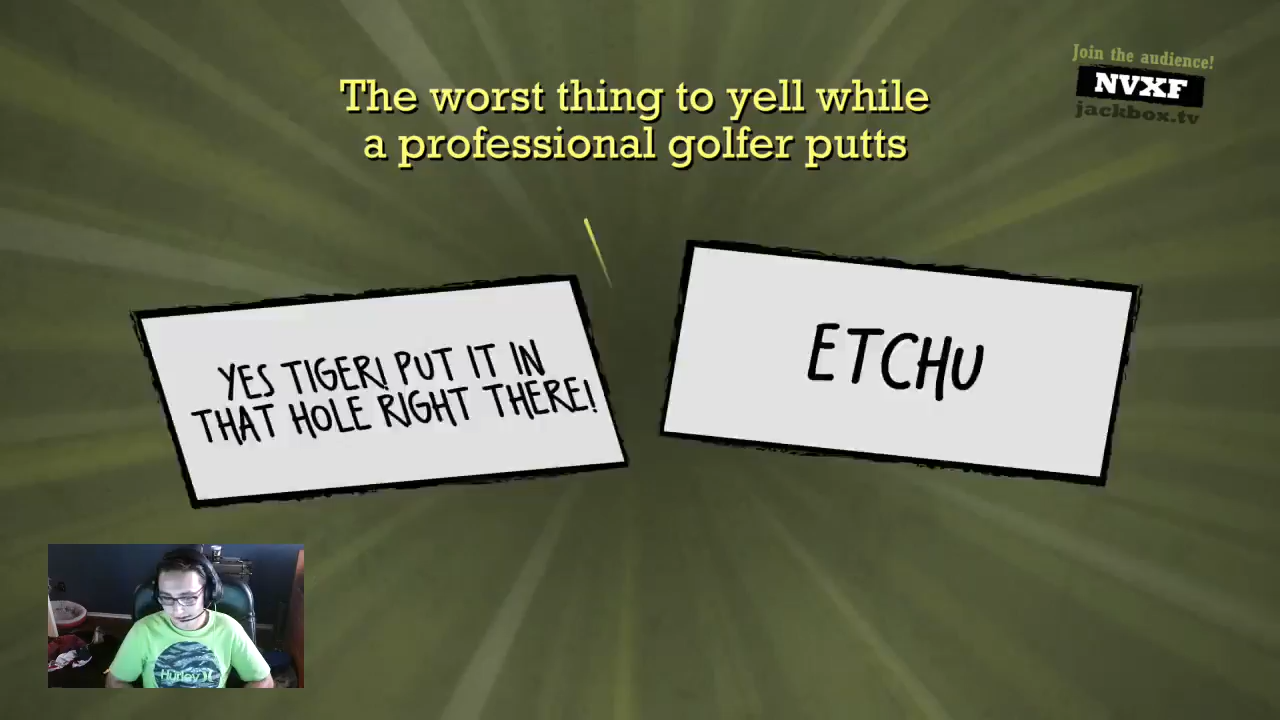 Join the audience!
NVXF
jackbox.tv
The worst thing to yell while
a professional golfer putts
YES TIGER! PUT IT IN
THAT HOLE RIGHT THERE!
ETCHU
Hurley